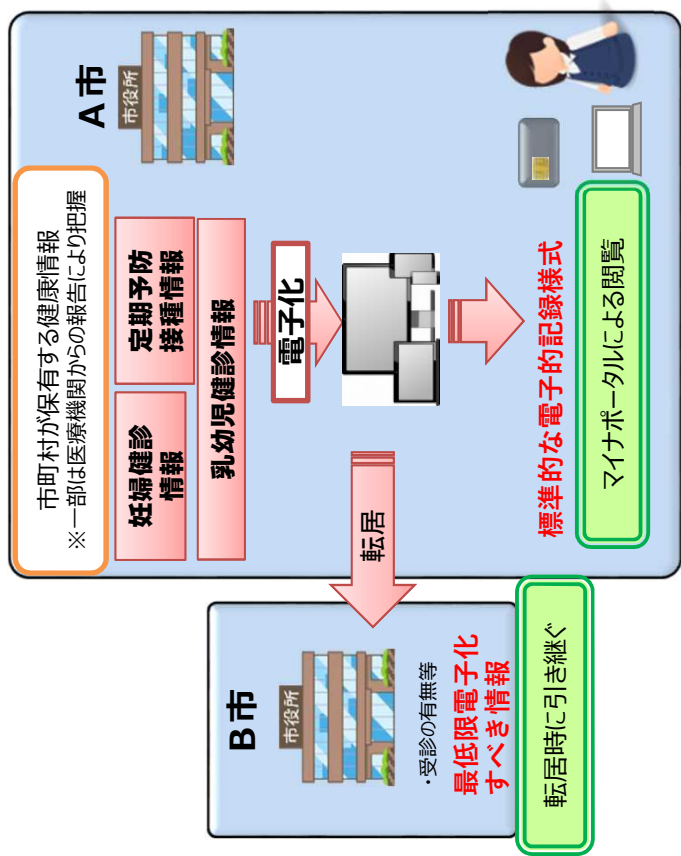 A市
市役所
市町村が保有する健康情報
※一部は医療機関からの報告により把握
妊婦健診
情報
定期予防
接種情報
乳幼児健診情報
電子化
標準的な電子的記録様式
マイナポータルによる閲覧
転居
B市
市役所
・受診の有無等
最低限電子化
すべき情報
転居時に引き継ぐ